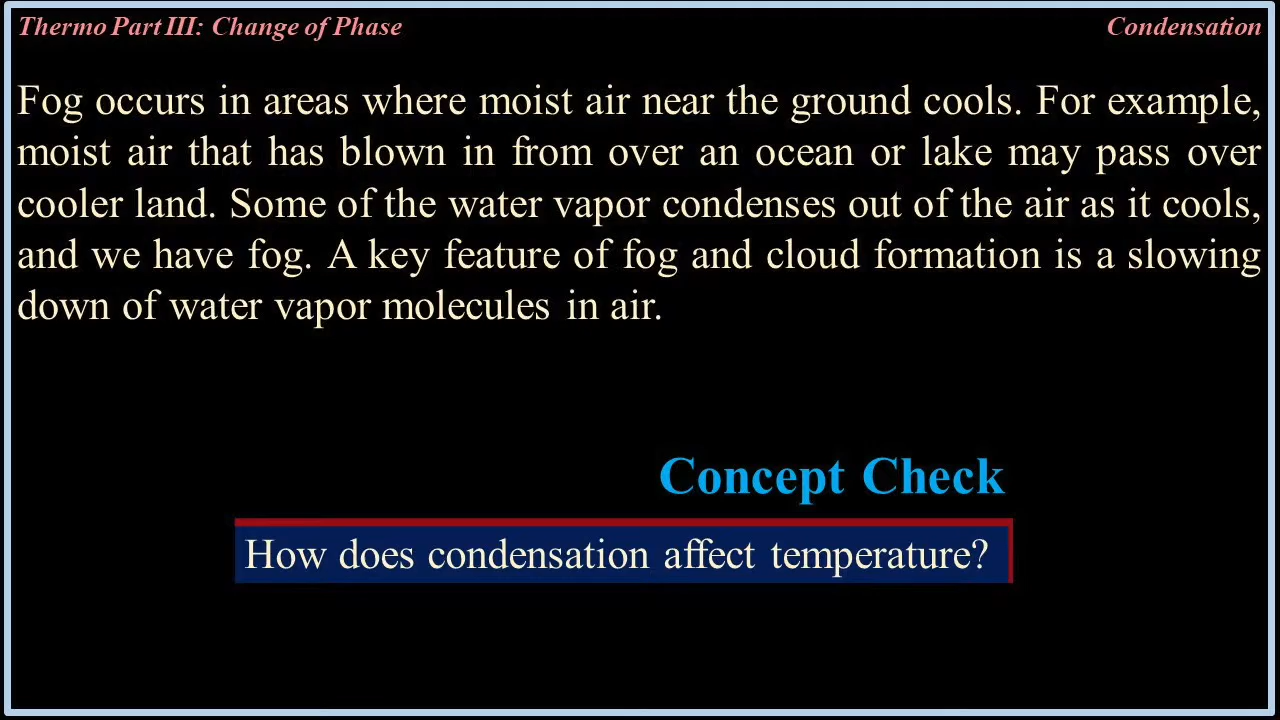 Thermo Part III: Change of Phase
Condensation
Fog occurs in areas where moist air near the ground cools. For example,
moist air that has blown in from over an ocean or lake may pass over
cooler land. Some of the water vapor condenses out of the air as it cools,
and we have fog. A key feature of fog and cloud formation is a slowing
down of water vapor molecules in air.
Concept Check
How does condensation affect temperature?